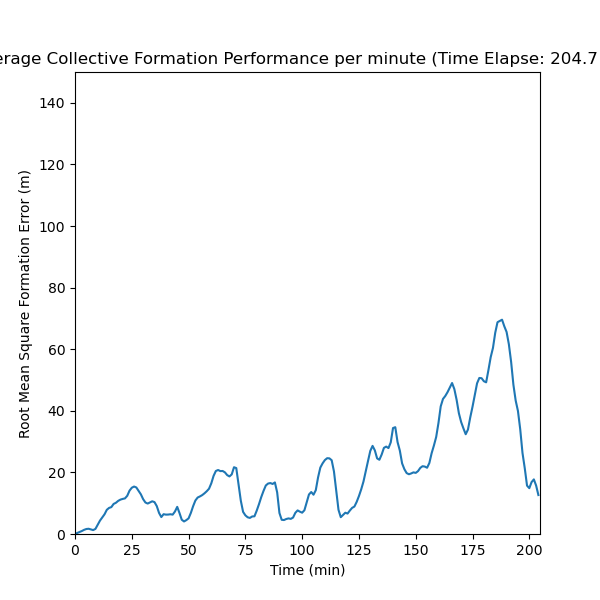 erage Collective Formation Performance per minute (Time Elapse: 204.7
140
120
100
80
60
40
20
0
Root Mean Square Formation Error (m)
0 25 50 75 100 125 150 175 200
Time (min)